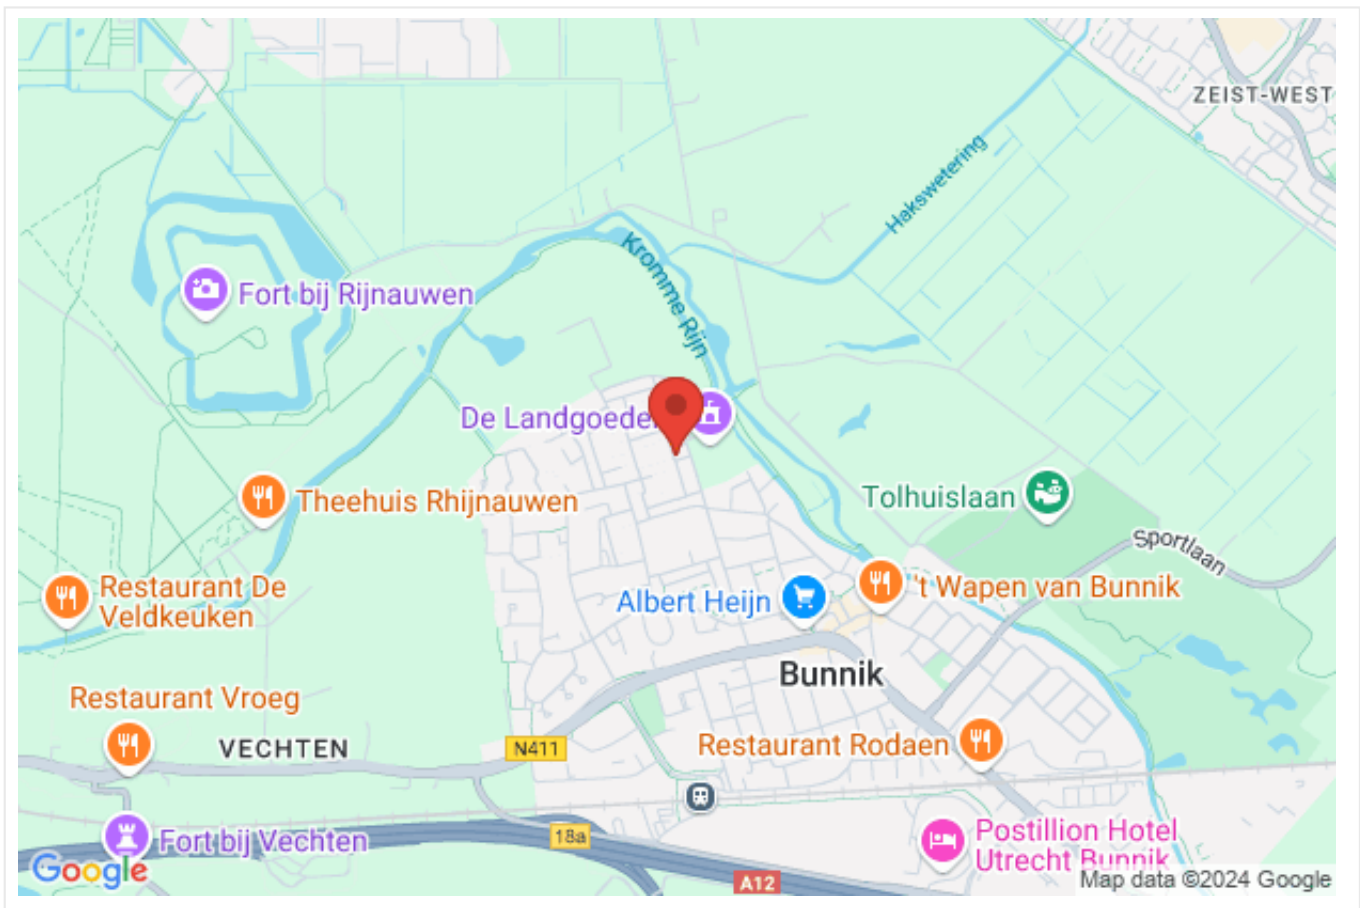 ZEIST-WEST
Hakswetering
Kromme Rijn
Fort bij Rijnauwen
De Landgoeder
Theehuis Rhijnauwen
Tolhuislaan
Sportlaan
Restaurant De
Veldkeuken
Albert Heijn
't Wapen van Bunnik
Bunnik
Restaurant Vroeg
VECHTEN
N411
Restaurant Rodaen
Fort bij Vechten
18a
Postillion Hotel
Utrecht Bunnik
Google
A12
Map data ©2024 Google